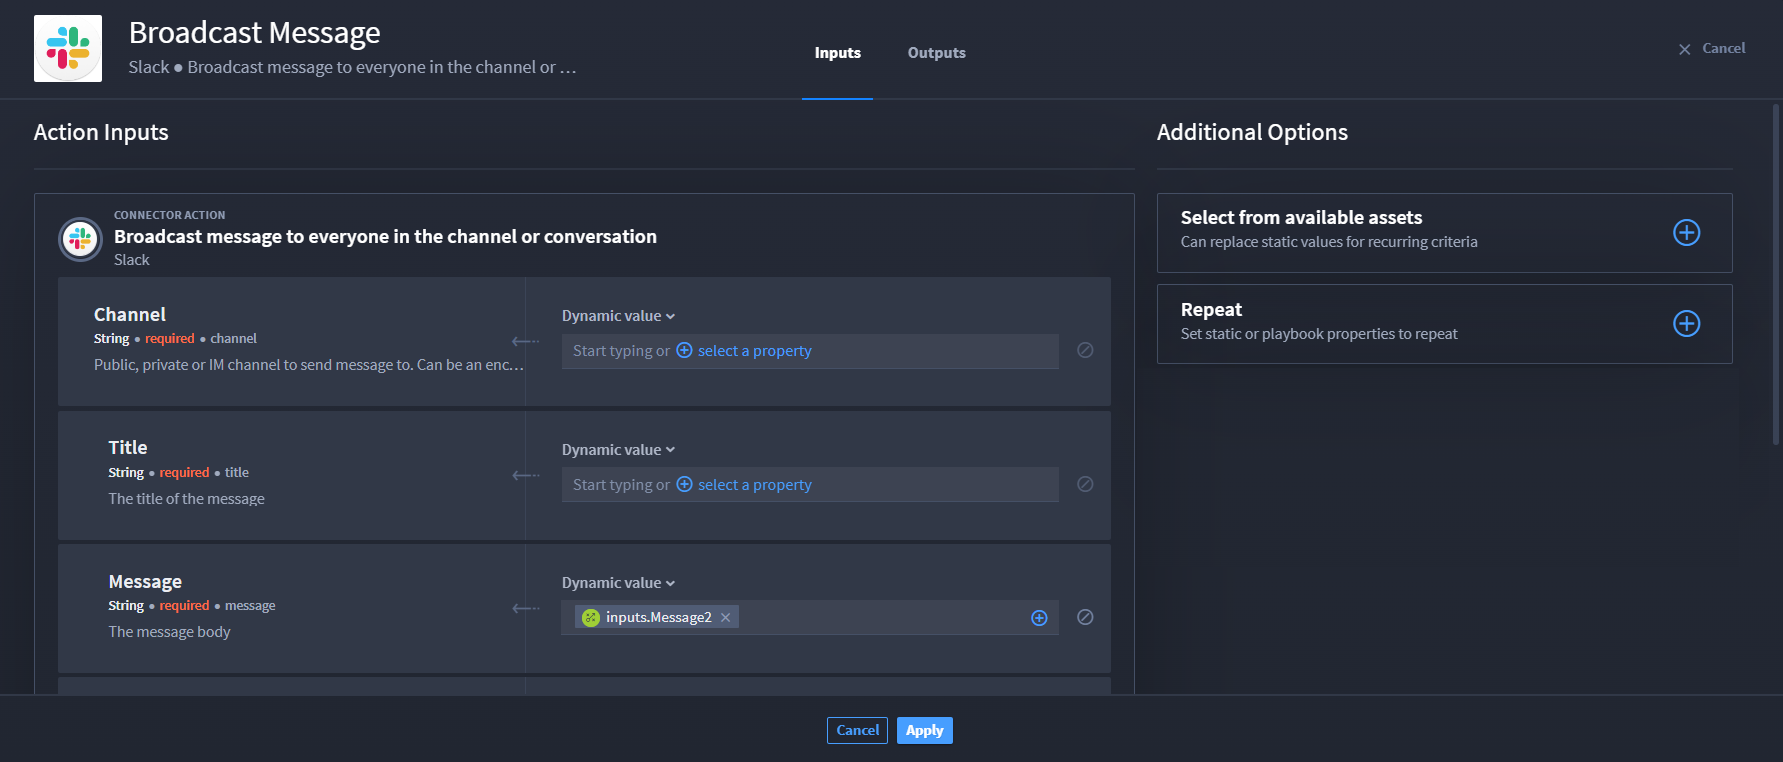 Broadcast Message
Slack ● Broadcast message to everyone in the channel or …
Inputs
Outputs
Cancel
Action Inputs
CONNECTOR ACTION
Broadcast message to everyone in the channel or conversation
Slack
Channel
String ● required ● channel
Public, private or IM channel to send message to. Can be an enc…
Dynamic value
Start typing or select a property
Title
String ● required ● title
The title of the message
Dynamic value
Start typing or select a property
Message
String ● required ● message
The message body
Dynamic value
inputs.Message2
Additional Options
Select from available assets
Can replace static values for recurring criteria
Repeat
Set static or playbook properties to repeat
Cancel
Apply